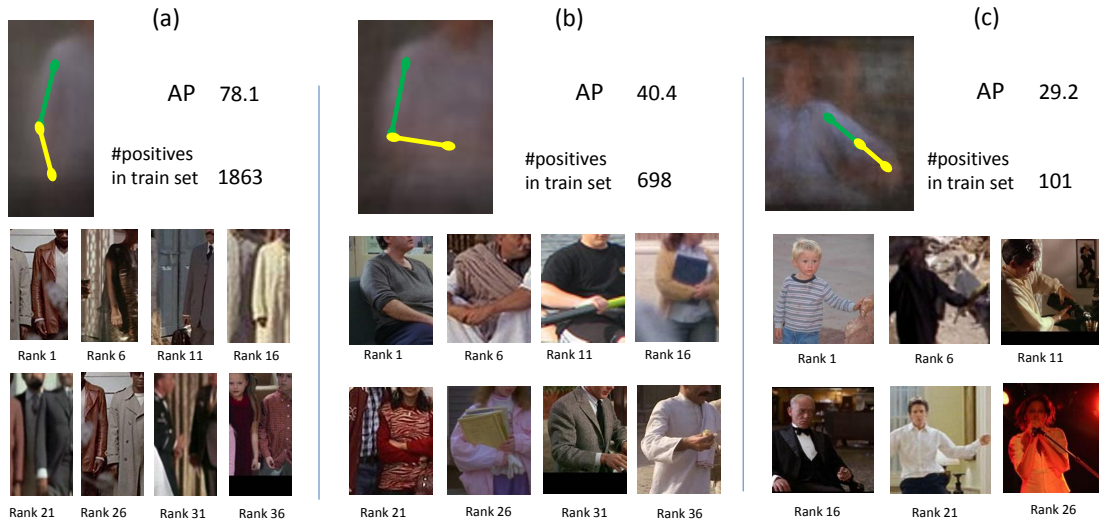 (a)
AP 78.1
#positives
in train set 1863
Rank 1 Rank 6 Rank 11 Rank 16
Rank 21 Rank 26 Rank 31 Rank 36
(b)
AP 40.4
#positives
in train set 698
Rank 1 Rank 6 Rank 11 Rank 16
Rank 21 Rank 26 Rank 31 Rank 36
(c)
AP 29.2
#positives
in train set 101
Rank 1 Rank 6 Rank 11
Rank 16 Rank 21 Rank 26